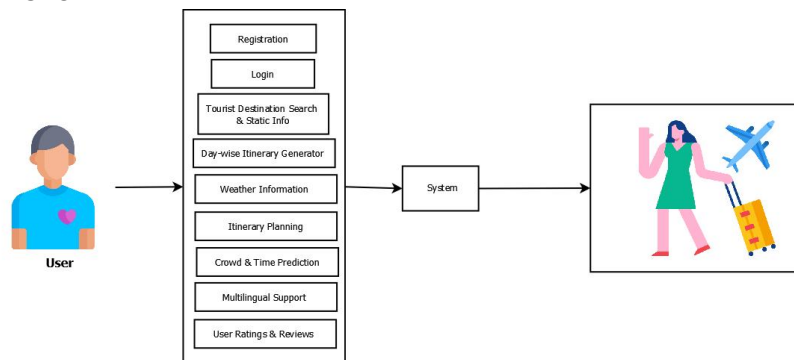 Registration
Login
Tourist Destination Search
& Static Info
Day-wise Itinerary Generator
Weather Information
Itinerary Planning
Crowd & Time Prediction
Multilingual Support
User Ratings & Reviews
User
System